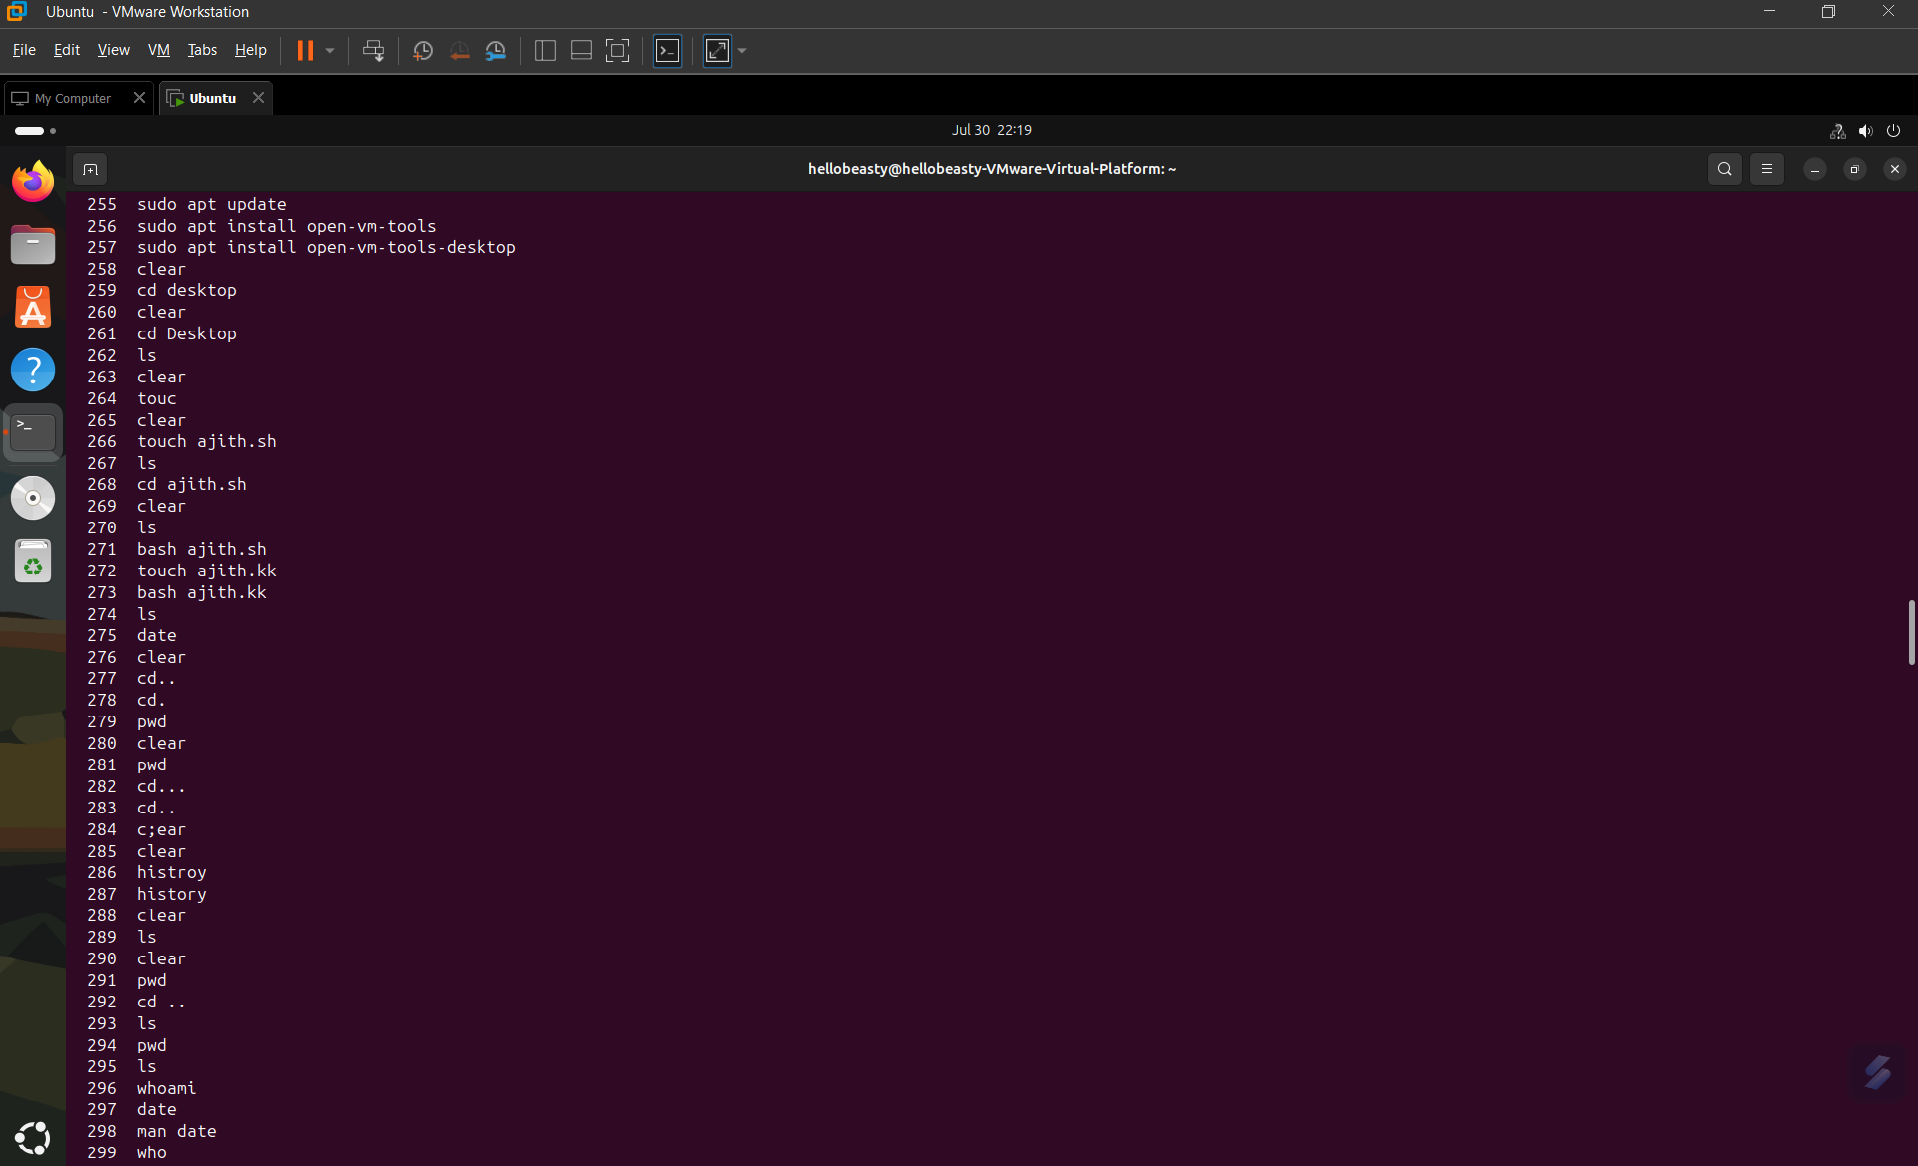 Ubuntu - VMware Workstation
File Edit View VM Tabs Help
My Computer
Ubuntu
Jul 30 22:19
hellobeasty@hellobeasty-VMware-Virtual-Platform: ~
255 sudo apt update
256 sudo apt install open-vm-tools
257 sudo apt install open-vm-tools-desktop
258 clear
259 cd desktop
260 clear
261 cd Desktop
262 ls
263 clear
264 touc
265 clear
266 touch ajith.sh
267 ls
268 cd ajith.sh
269 clear
270 ls
271 bash ajith.sh
272 touch ajith.kk
273 bash ajith.kk
274 ls
275 date
276 clear
277 cd..
278 cd.
279 pwd
280 clear
281 pwd
282 cd...
283 cd..
284 c;ear
285 clear
286 histroy
287 history
288 clear
289 ls
290 clear
291 pwd
292 cd ..
293 ls
294 pwd
295 ls
296 whoami
297 date
298 man date
299 who